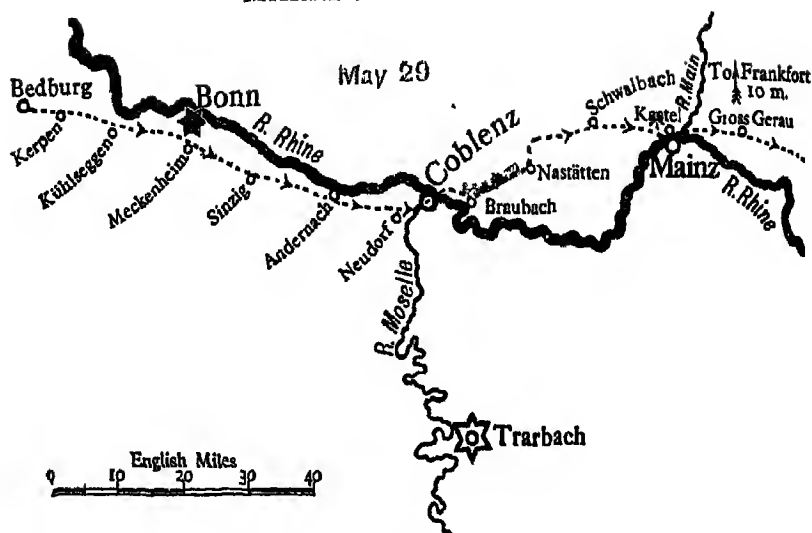 May 29
Bedburg
Bonn
Schwalbach
R. Main
To Frankfort
10 m.
Kerpen
Kühlseggen
Meckenheim
R. Rhine
Coblenz
Kastel
Gross Gerau
Sinzig
Nastätten
Mainz
Andernach
Neudorf
Braubach
R. Rhine
R. Moselle
Trarbach
English Miles
0 10 20 30 40